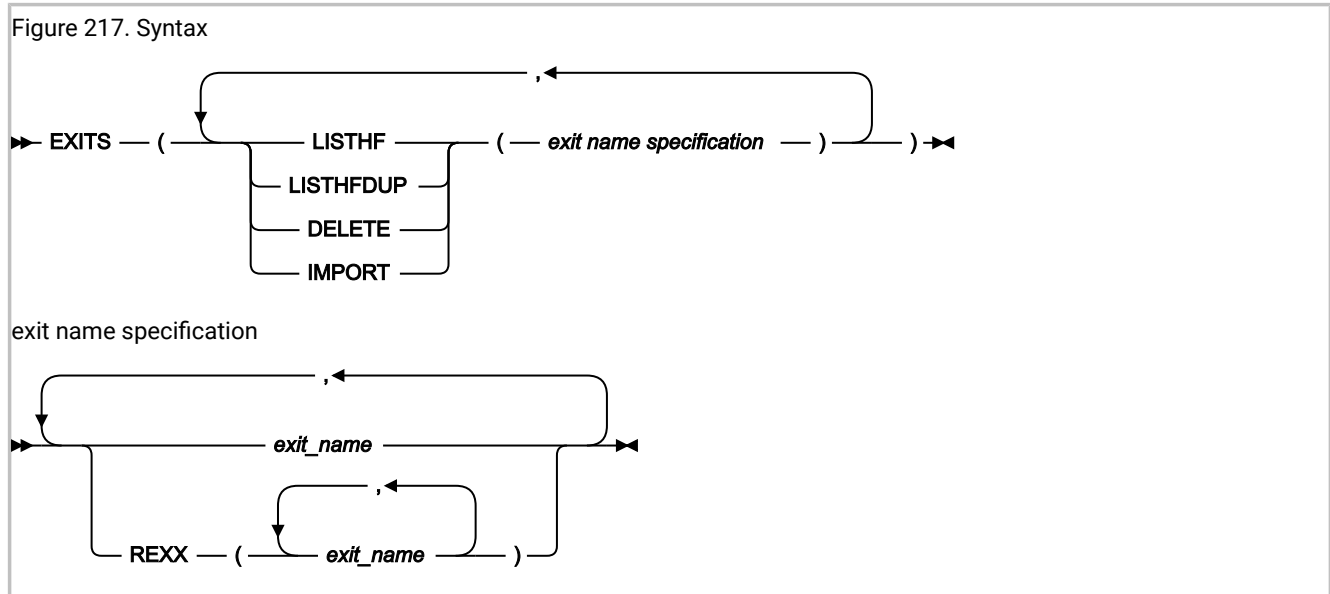 Figure 217. Syntax
,
EXITS ( LISTHF ( exit name specification ) )
LISTHFDUP
DELETE
IMPORT
exit name specification
,
exit_name
,
REXX ( exit_name )